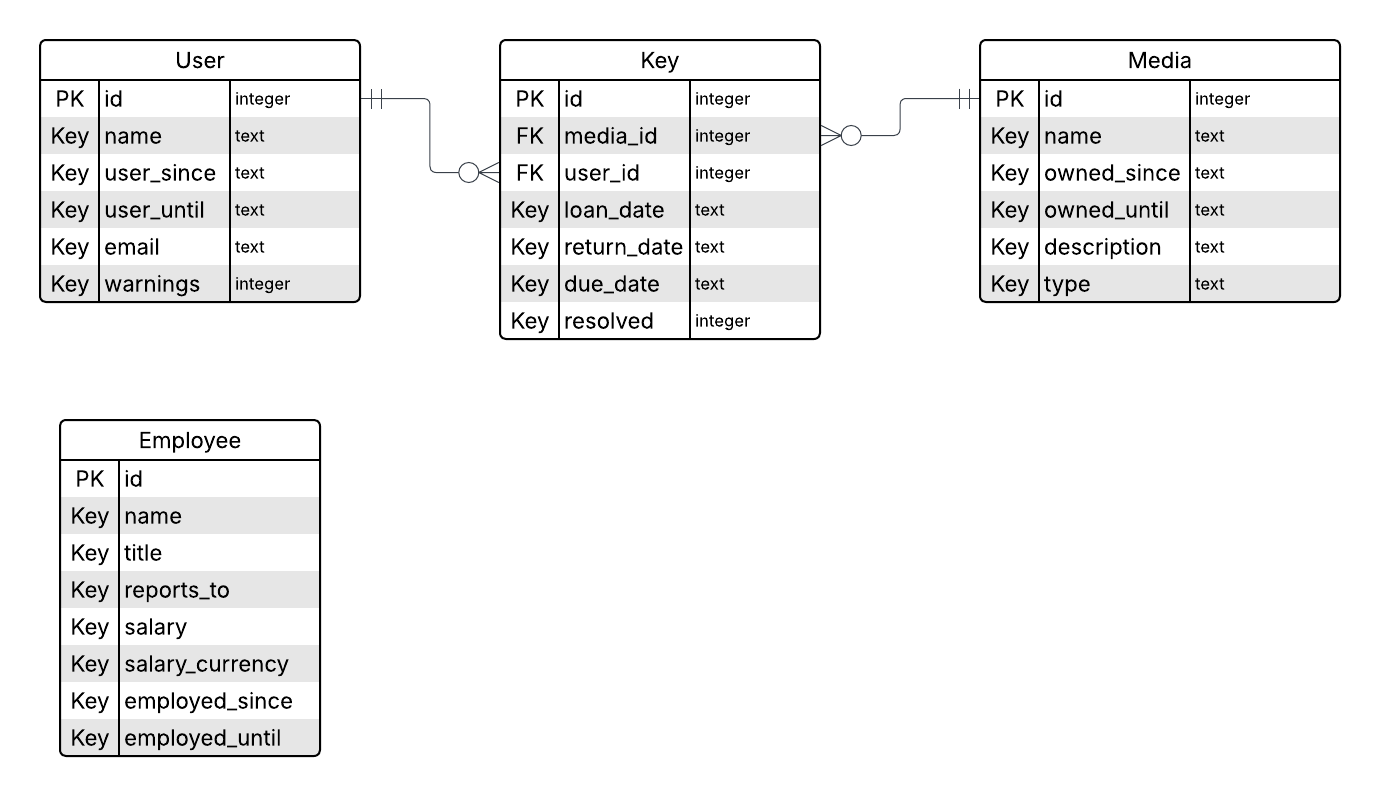 User
PK id integer
Key name text
Key user_since text
Key user_until text
Key email text
Key warnings integer
Key
PK id integer
FK media_id integer
FK user_id integer
Key loan_date text
Key return_date text
Key due_date text
Key resolved integer
Media
PK id integer
Key name text
Key owned_since text
Key owned_until text
Key description text
Key type text
Employee
PK id
Key name
Key title
Key reports_to
Key salary
Key salary_currency
Key employed_since
Key employed_until